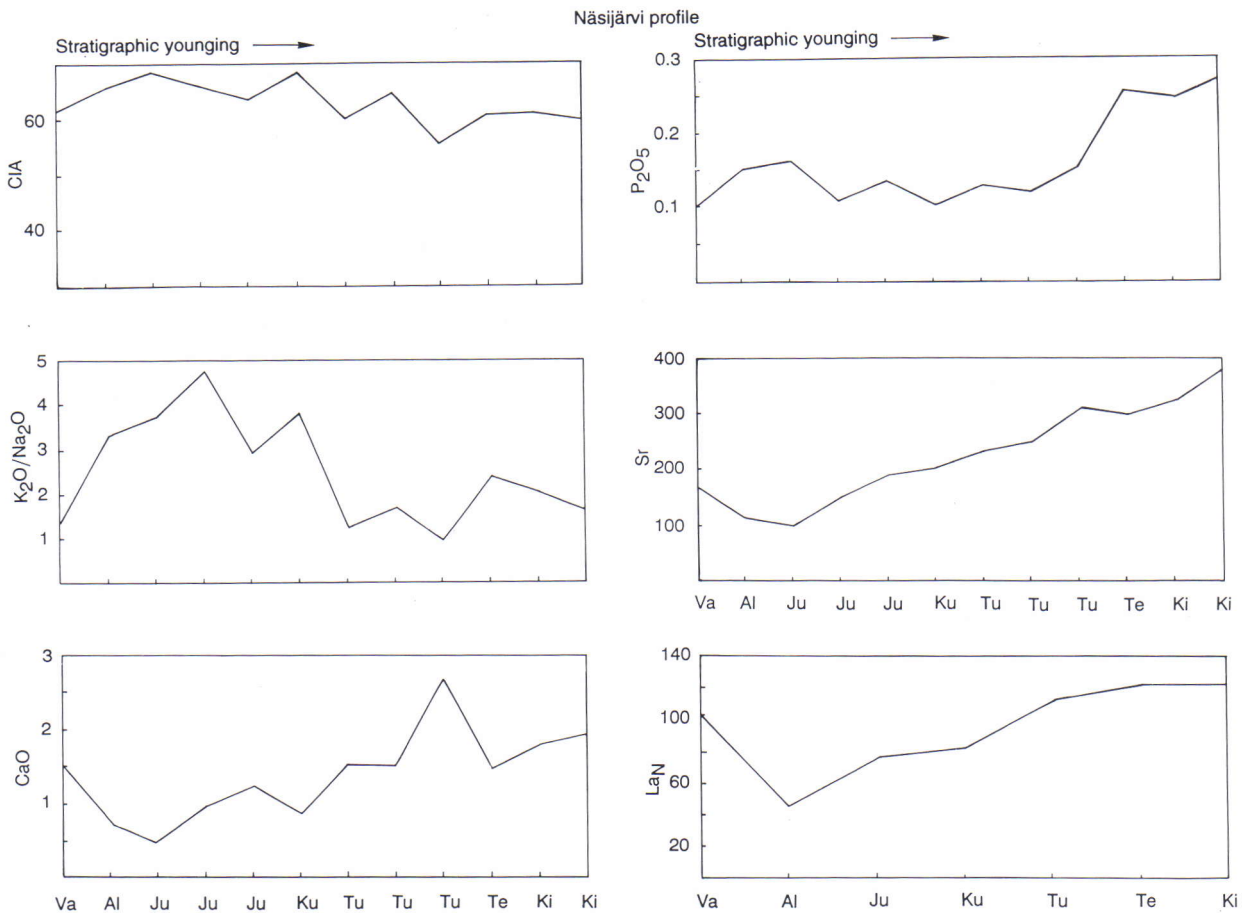 Näsijärvi profile
Stratigraphic younging
60
40
CIA
Stratigraphic younging
0.3
0.2
0.1
P2O5
5
4
3
2
1
K2O/Na2O
400
300
200
100
Sr
Va Al Ju Ju Ju Ku Tu Tu Tu Te Ki Ki
3
2
1
CaO
Va Al Ju Ju Ju Ku Tu Tu Tu Te Ki Ki
140
100
60
20
LaN
Va Al Ju Ku Tu Te Ki